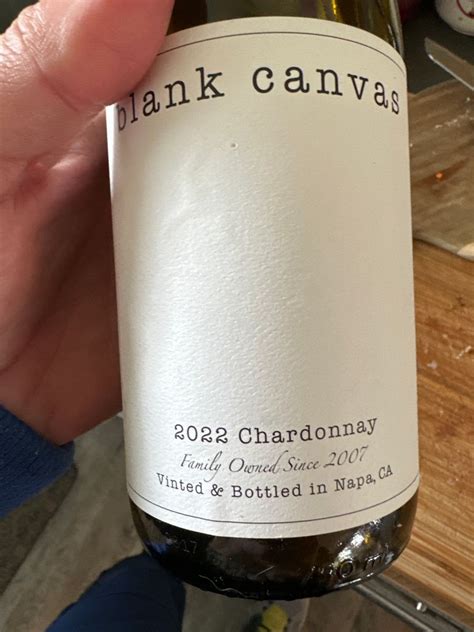 blank canvas
2022 Chardonnay
Family Owned Since 2007
Vinted & Bottled in Napa, CA